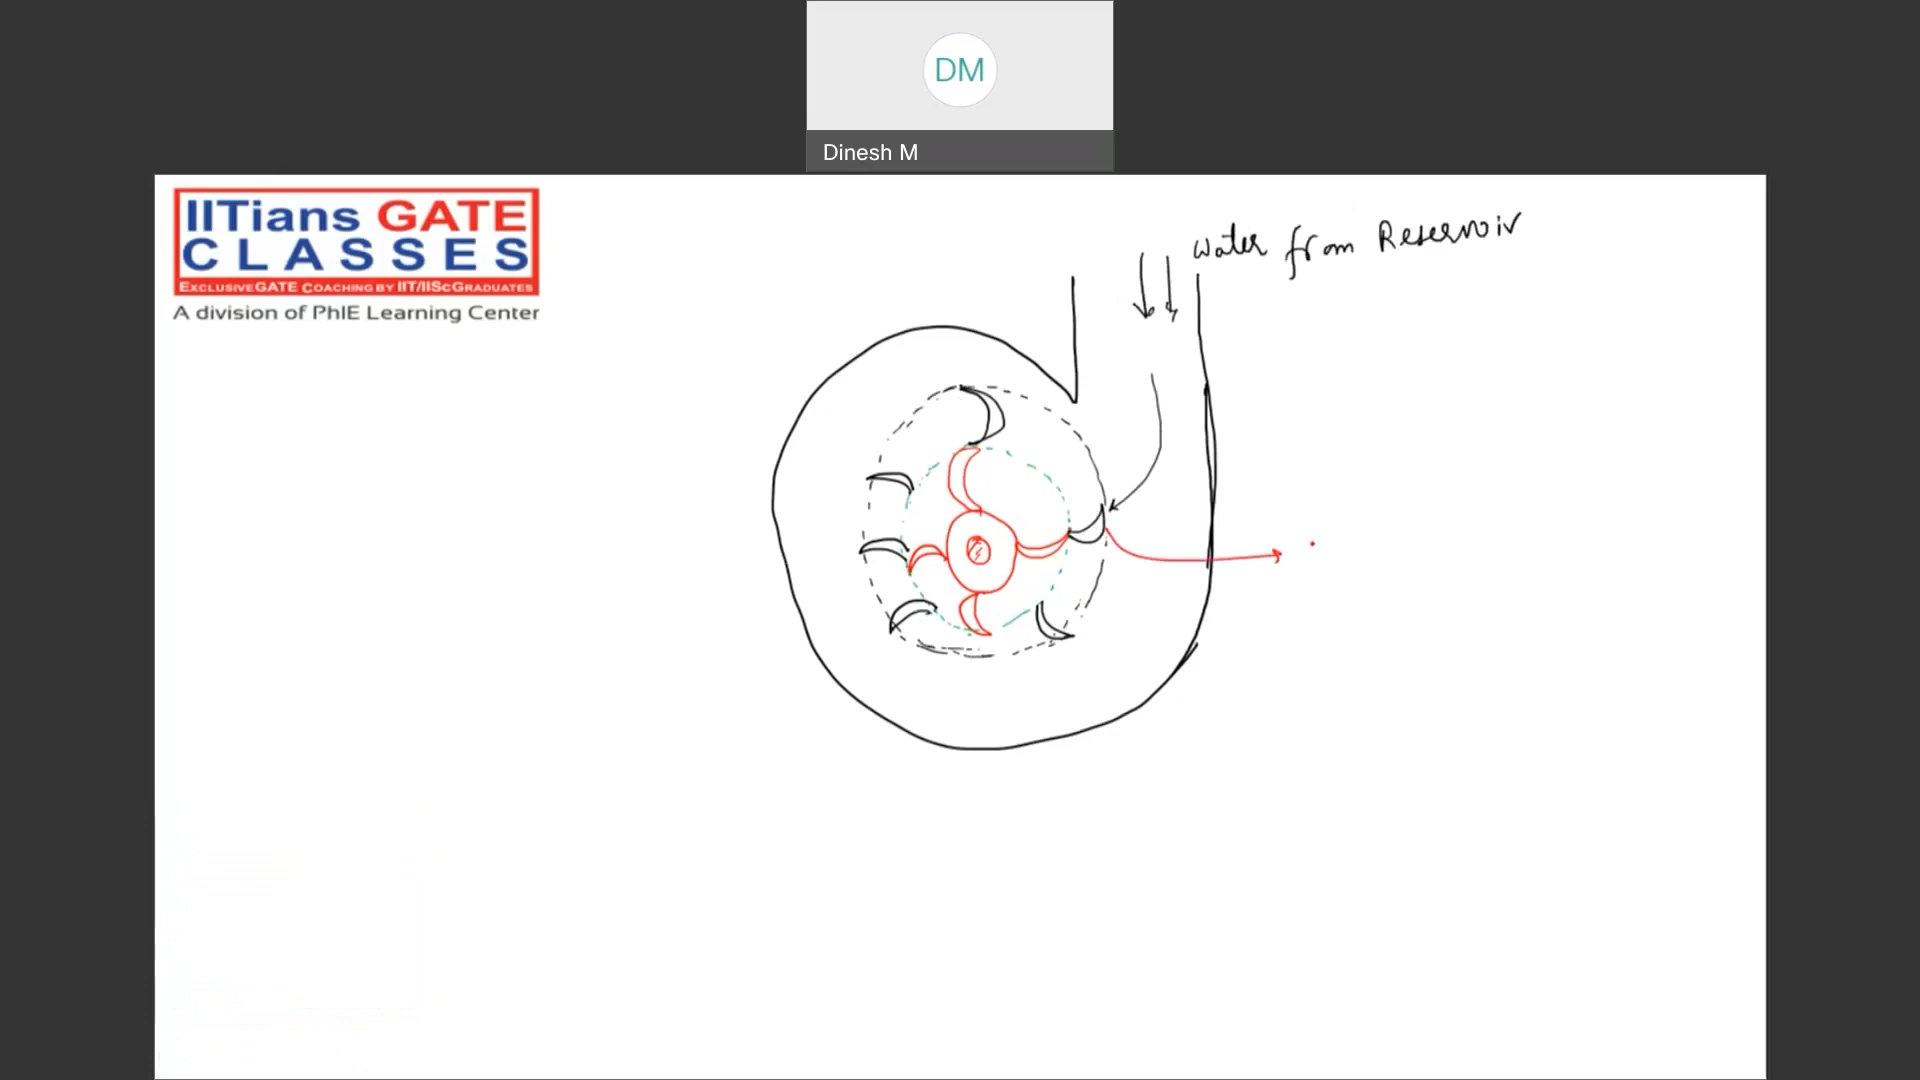 DM
Dinesh M
IITians GATE
CLASSES
EXCLUSIVE GATE COACHING BY IIT/IISc GRADUATES
A division of PhIE Learning Center
water from Reservoir